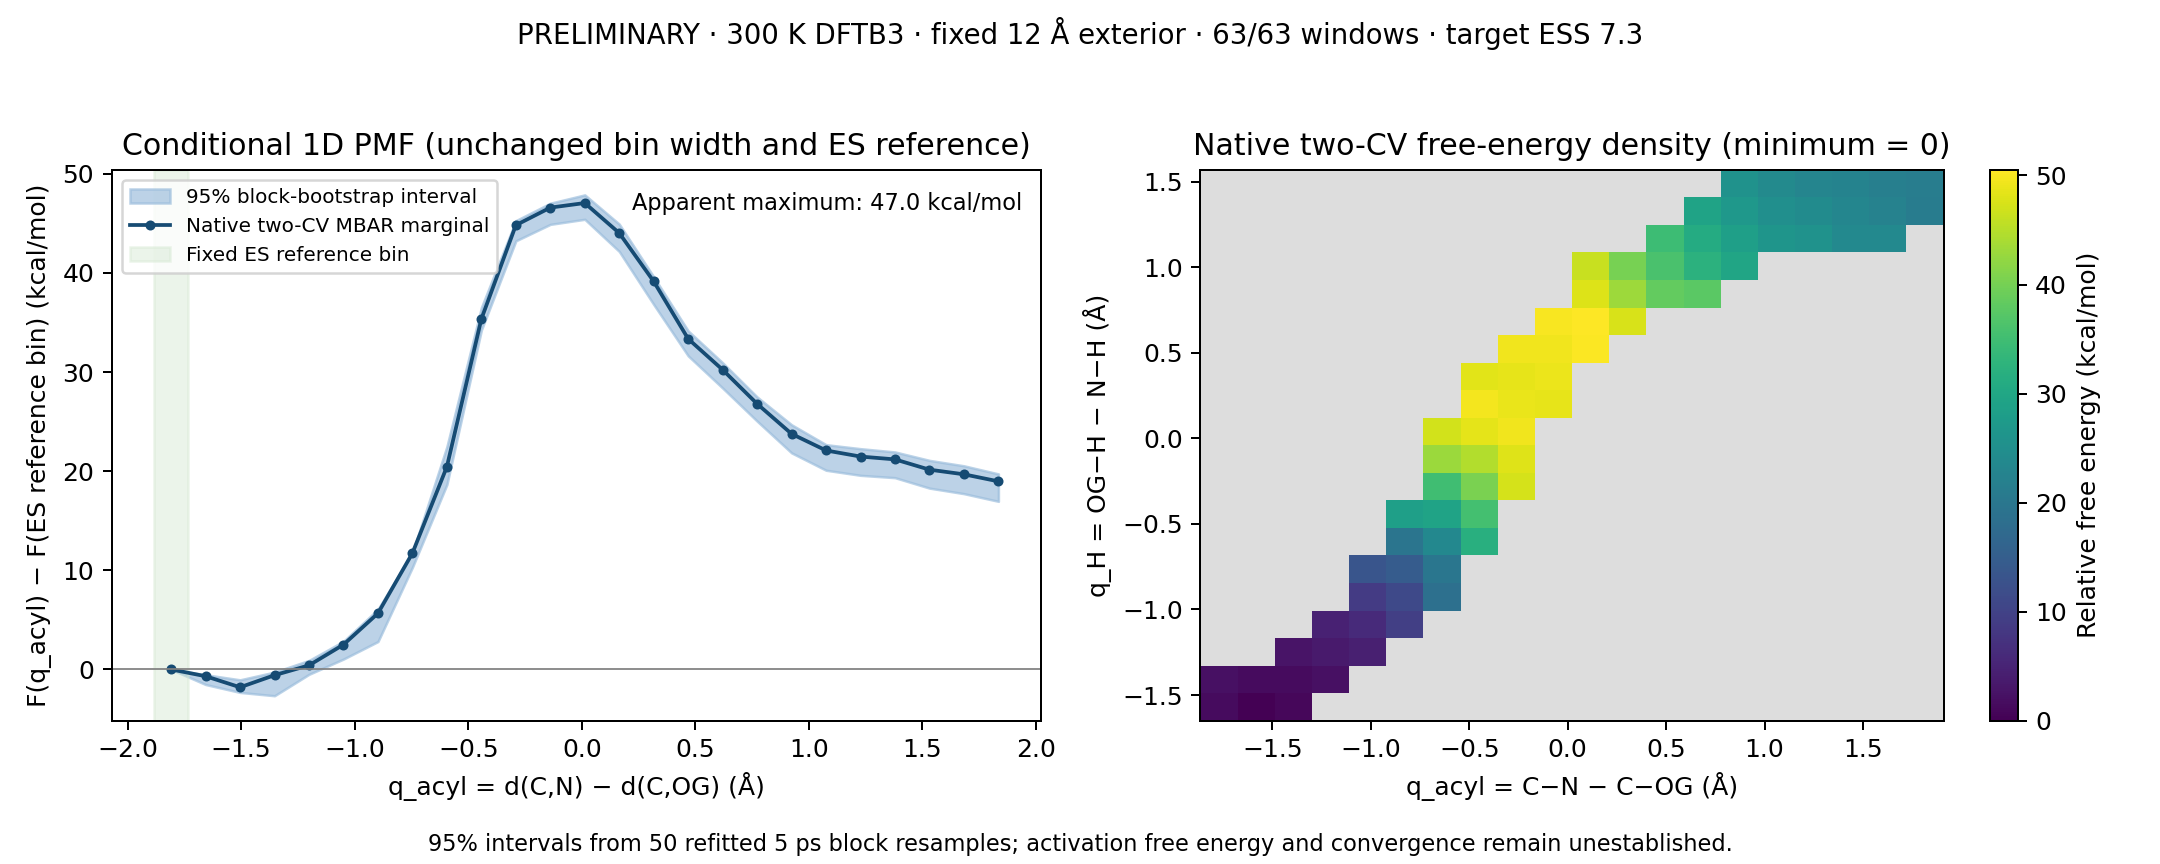 PRELIMINARY · 300 K DFTB3 · fixed 12 Å exterior · 63/63 windows · target ESS 7.3
Conditional 1D PMF (unchanged bin width and ES reference)
F(q_acyl) − F(ES reference bin) (kcal/mol)
50
40
30
20
10
0
95% block-bootstrap interval
Native two-CV MBAR marginal
Fixed ES reference bin
Apparent maximum: 47.0 kcal/mol
−2.0 −1.5 −1.0 −0.5 0.0 0.5 1.0 1.5 2.0
q_acyl = d(C,N) − d(C,OG) (Å)
Native two-CV free-energy density (minimum = 0)
q_H = OG−H − N−H (Å)
1.5
1.0
0.5
0.0
−0.5
−1.0
−1.5
−1.5 −1.0 −0.5 0.0 0.5 1.0 1.5
q_acyl = C−N − C−OG (Å)
50
40
30
20
10
0
Relative free energy (kcal/mol)
95% intervals from 50 refitted 5 ps block resamples; activation free energy and convergence remain unestablished.